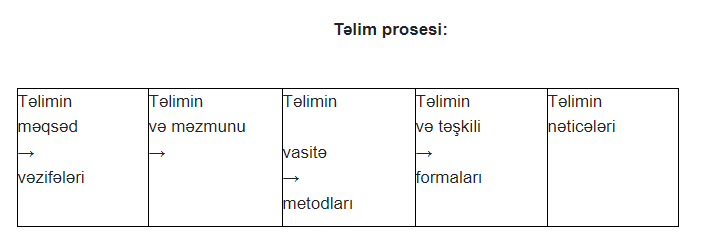 Təlim prosesi:
Təlimin
məqsəd
→
vəzifələri
Təlimin
və məzmunu
→
Təlimin
vasitə
→
metodları
Təlimin
və təşkili
→
formaları
Təlimin
nəticələri